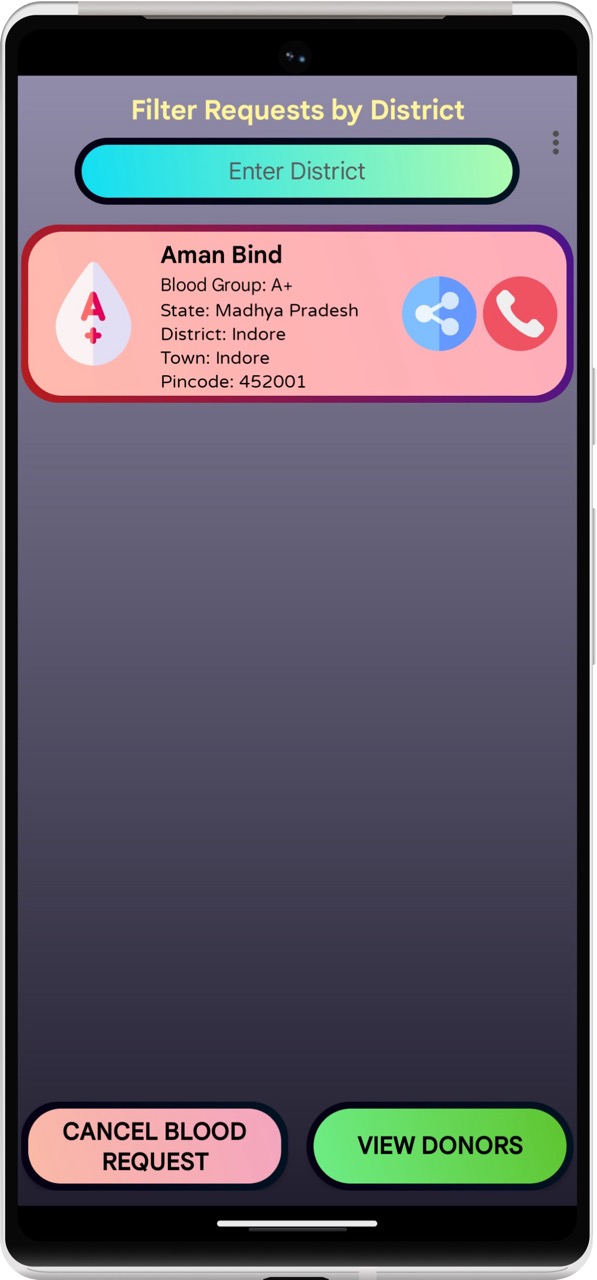 Filter Requests by District
Enter District
Aman Bind
Blood Group: A+
State: Madhya Pradesh
District: Indore
Town: Indore
Pincode: 452001
A
+
CANCEL BLOOD
REQUEST
VIEW DONORS